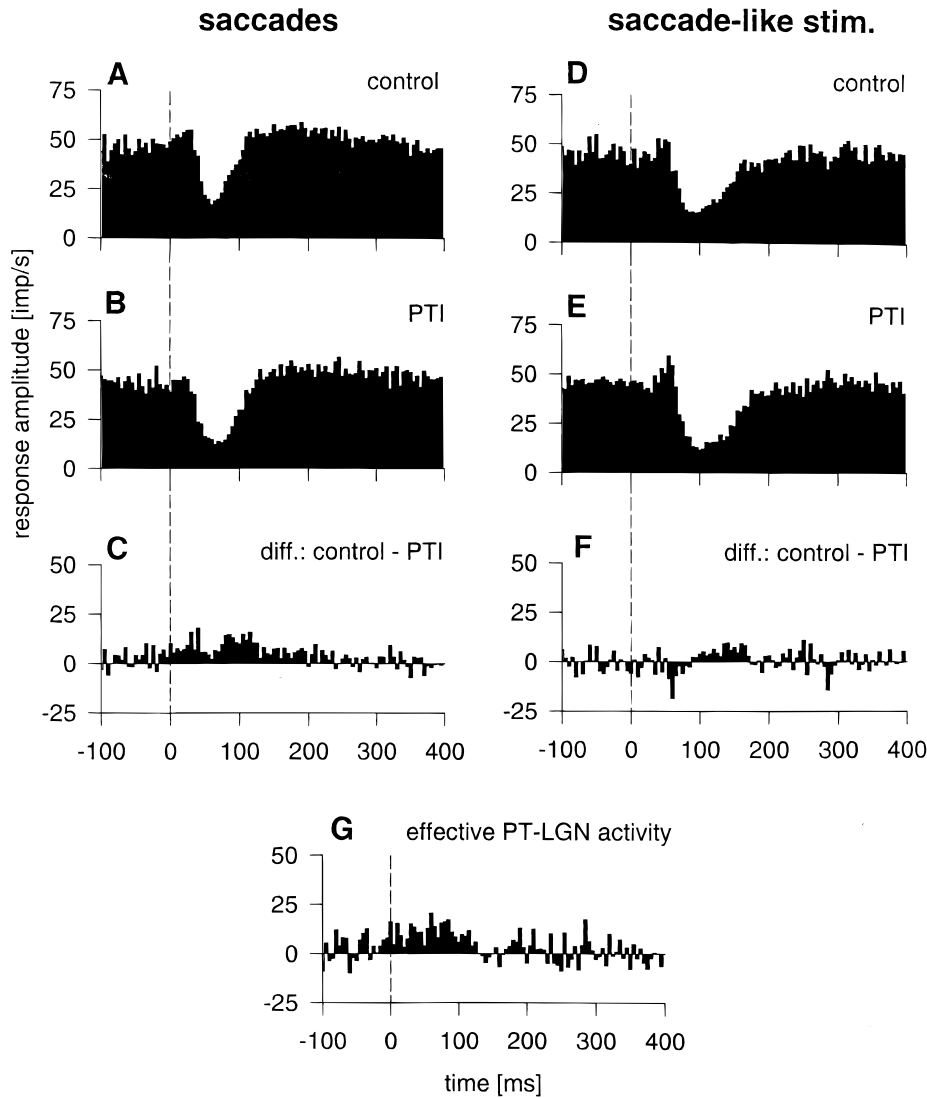 saccades
saccade-like stim.
A
control
75
50
25
0
D
control
75
50
25
0
response amplitude [imp/s]
B
PTI
75
50
25
0
E
PTI
75
50
25
0
C
diff.: control - PTI
50
25
0
-25
-100 0 100 200 300 400
F
diff.: control - PTI
50
25
0
-25
-100 0 100 200 300 400
G
effective PT-LGN activity
50
25
0
-25
-100 0 100 200 300 400
time [ms]